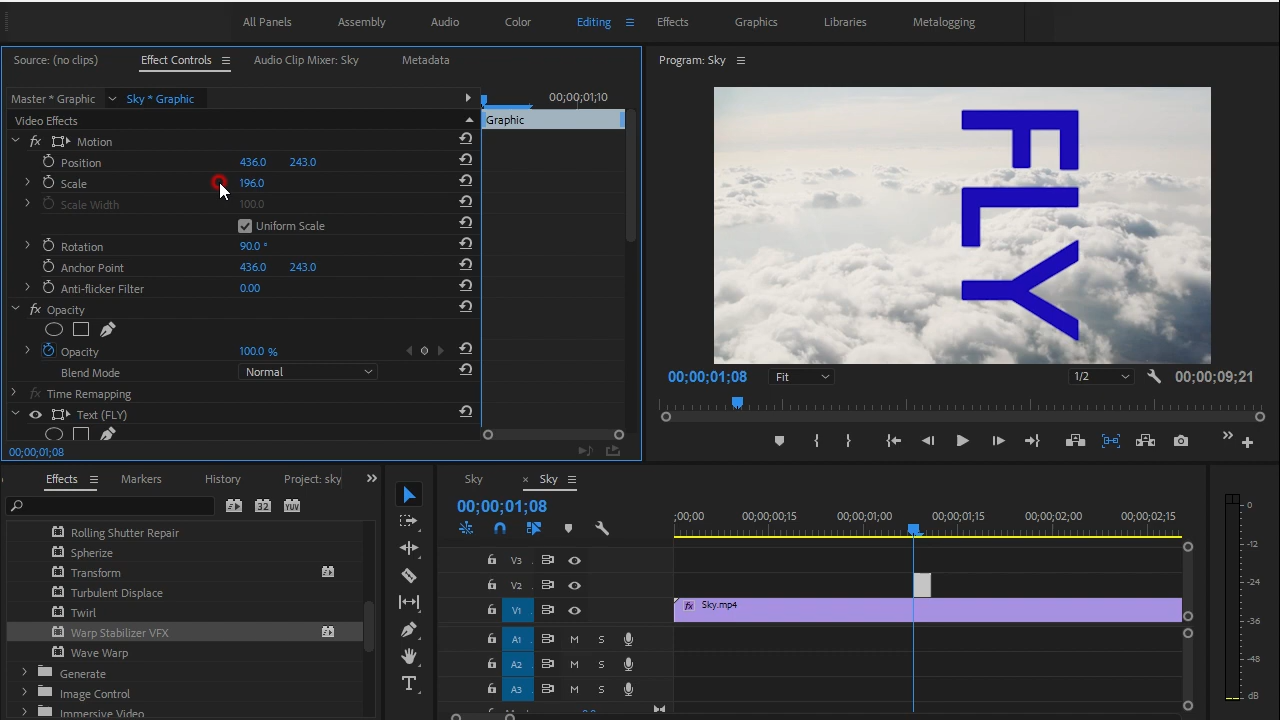 All Panels Assembly Audio Color Editing Effects Graphics Libraries Metalogging
Source: (no clips) Effect Controls Audio Clip Mixer: Sky Metadata
Program: Sky
Master * Graphic Sky * Graphic 00;00;01;10
Video Effects
Graphic
fx Motion
Position 436.0 243.0
Scale 196.0
Scale Width 100.0
Uniform Scale
Rotation 90.0 °
Anchor Point 436.0 243.0
Anti-flicker Filter 0.00
fx Opacity
Opacity 100.0 %
Blend Mode Normal
fx Time Remapping
Text (FLY)
00;00;01;08
FLY
00;00;01;08 Fit 1/2 00;00;09;21
Effects Markers History Project: sky
32 YUV
Rolling Shutter Repair
Spherize
Transform
Turbulent Displace
Twirl
Warp Stabilizer VFX
Wave Warp
Generate
Image Control
Immersive Video
Sky × Sky
00;00;01;08
;00;00 00;00;00;15 00;00;01;00 00;00;01;15 00;00;02;00 00;00;02;15
V3
V2
V1 fx Sky.mp4
A1 M S
A2 M S
A3 M S
0
-12
-24
-36
-48
dB